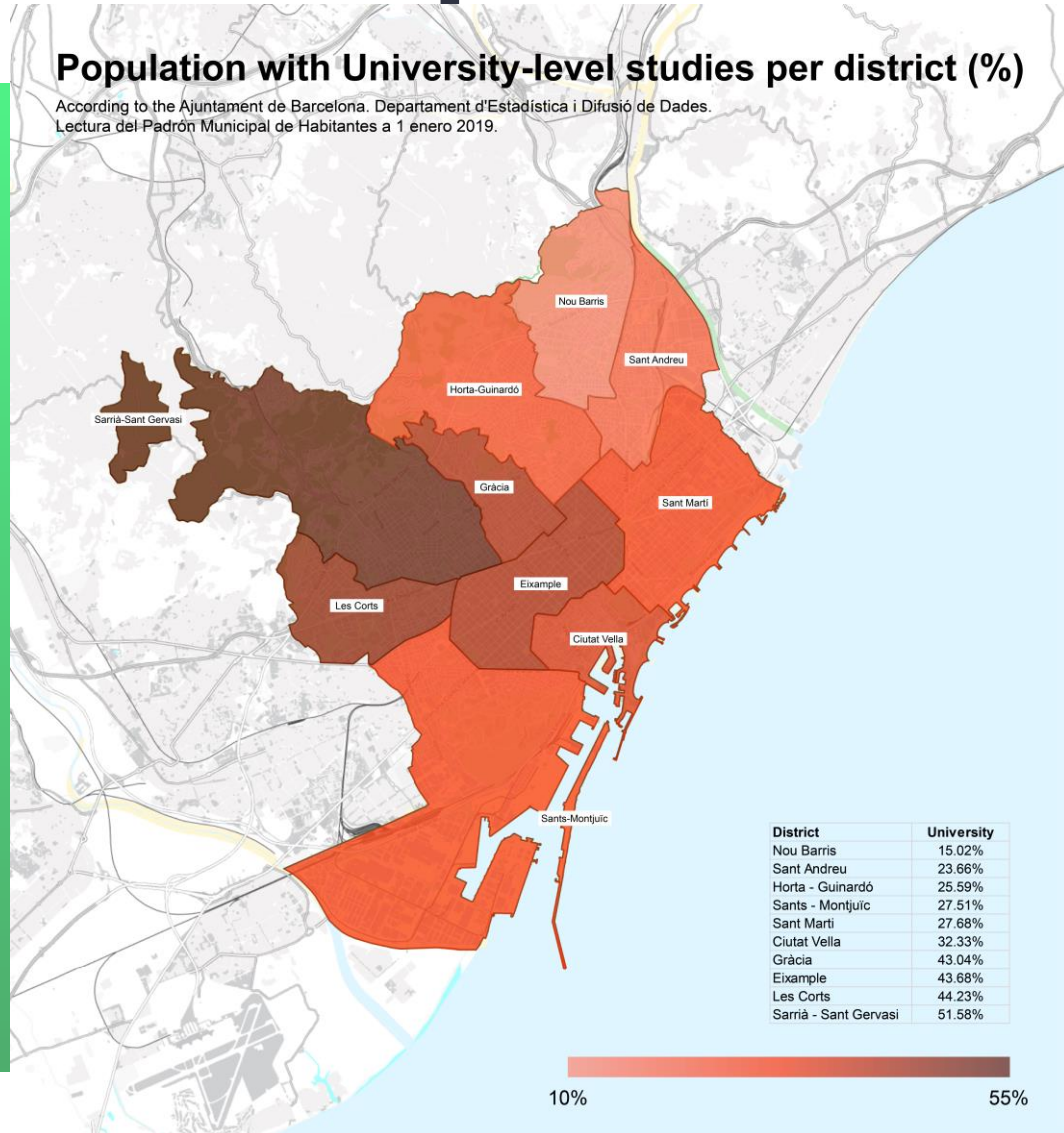 Population with University-level studies per district (%)
According to the Ajuntament de Barcelona. Departament d'Estadística i Difusió de Dades.
Lectura del Padrón Municipal de Habitantes a 1 enero 2019.
Nou Barris
Sant Andreu
Horta-Guinardó
Sarrià-Sant Gervasi
Gràcia
Sant Martí
Eixample
Les Corts
Ciutat Vella
Sants-Montjuïc
District University
Nou Barris 15.02%
Sant Andreu 23.66%
Horta - Guinardó 25.59%
Sants - Montjuïc 27.51%
Sant Marti 27.68%
Ciutat Vella 32.33%
Gràcia 43.04%
Eixample 43.68%
Les Corts 44.23%
Sarrià - Sant Gervasi 51.58%
10% 55%